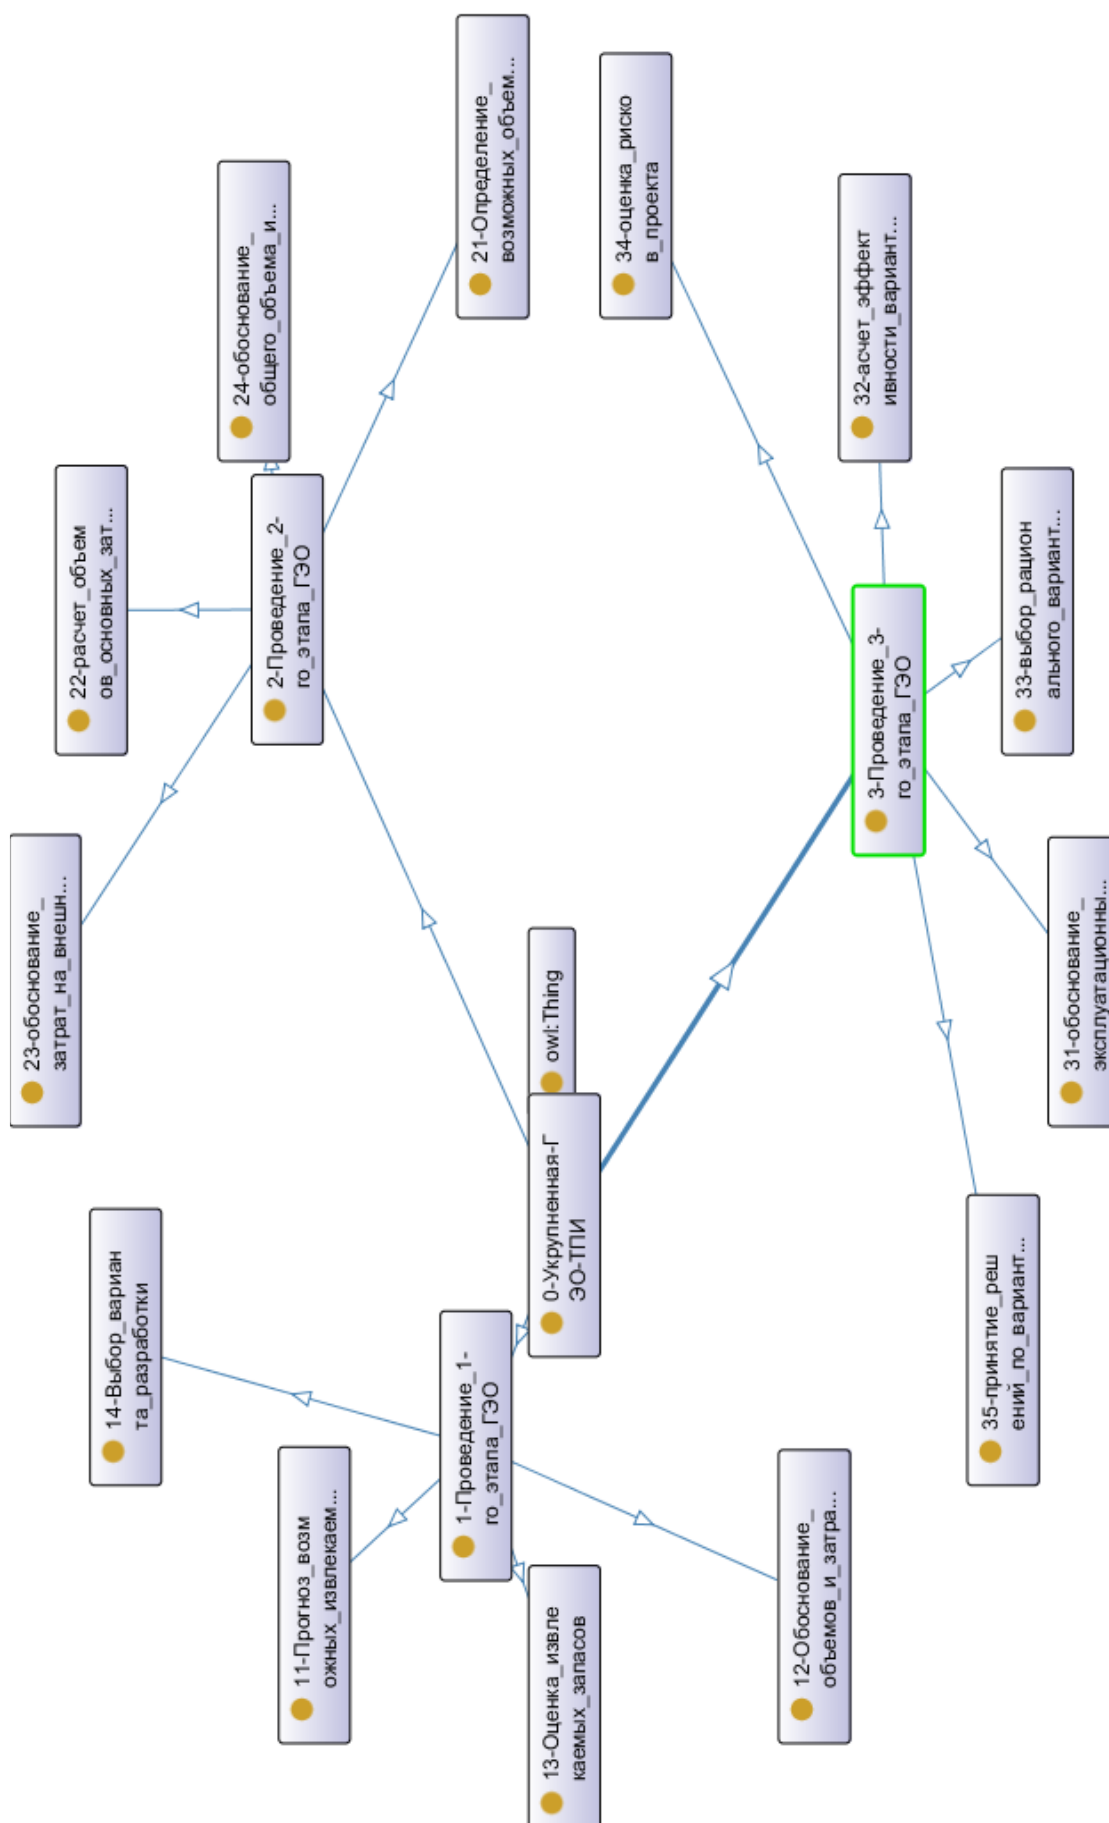 23-обоснование_
затрат_на_внешн...
22-расчет_объем
ов_основных_зат...
14-Выбор_вариан
та_разработки
24-обоснование_
общего_объема_и...
2-Проведение_2-
го_этапа_ГЭО
11-Прогноз_возм
ожных_извлекаем...
1-Проведение_1-
го_этапа_ГЭО
21-Определение_
возможных_объем...
owl:Thing
0-Укрупненная-Г
ЭО-ТПИ
13-Оценка_извле
каемых_запасов
34-оценка_риско
в_проекта
12-Обоснование_
объемов_и_затра...
32-асчет_эффект
ивности_вариант...
3-Проведение_3-
го_этапа_ГЭО
35-принятие_реш
ений_по_вариант...
33-выбор_рацион
ального_вариант...
31-обоснование_
эксплуатационны...